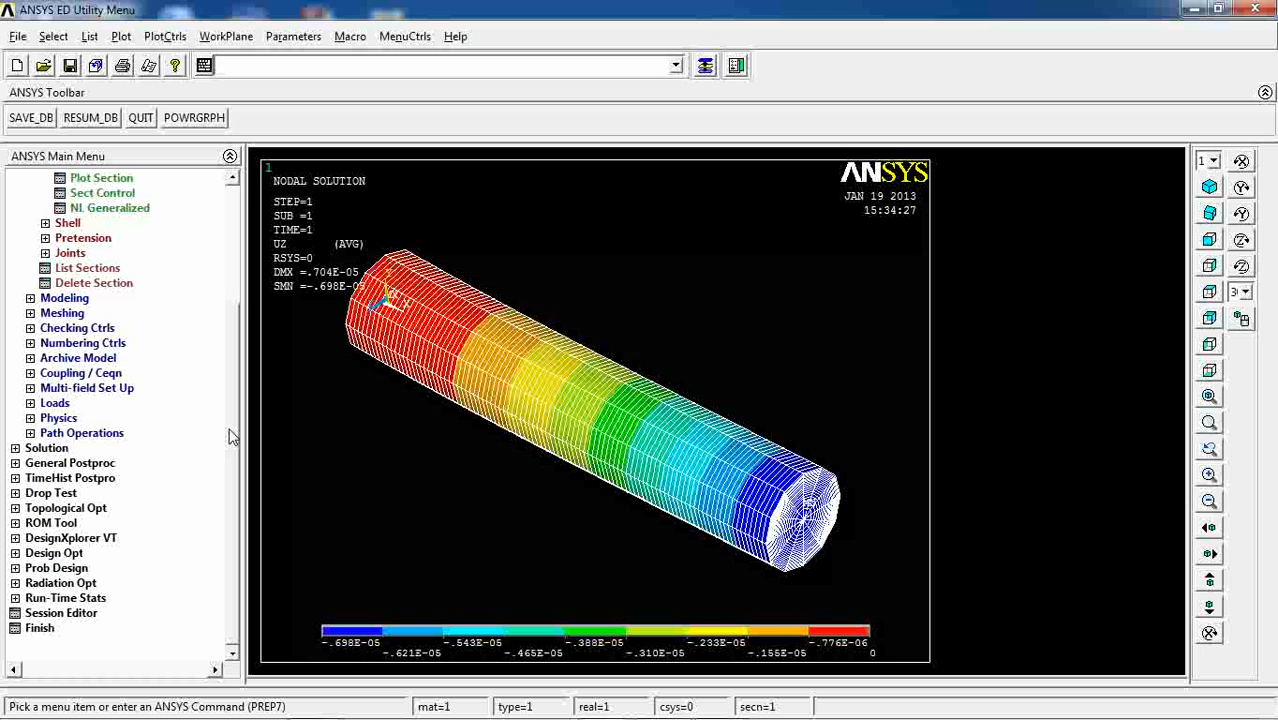 ANSYS ED Utility Menu
File Select List Plot PlotCtrls WorkPlane Parameters Macro MenuCtrls Help
ANSYS Toolbar
SAVE_DB RESUM_DB QUIT POWRGRPH
ANSYS Main Menu
Plot Section
Sect Control
NL Generalized
Shell
Pretension
Joints
List Sections
Delete Section
Modeling
Meshing
Checking Ctrls
Numbering Ctrls
Archive Model
Coupling / Ceqn
Multi-field Set Up
Loads
Physics
Path Operations
Solution
General Postproc
TimeHist Postpro
Drop Test
Topological Opt
ROM Tool
DesignXplorer VT
Design Opt
Prob Design
Radiation Opt
Run-Time Stats
Session Editor
Finish
1
NODAL SOLUTION
STEP=1
SUB =1
TIME=1
UZ (AVG)
RSYS=0
DMX =.704E-05
SMN =-.698E-05
ANSYS
JAN 19 2013
15:34:27
X
-.698E-05 -.543E-05 -.388E-05 -.233E-05 -.776E-06
-.621E-05 -.465E-05 -.310E-05 -.155E-05 0
1
Pick a menu item or enter an ANSYS Command (PREP7) mat=1 type=1 real=1 csys=0 secn=1